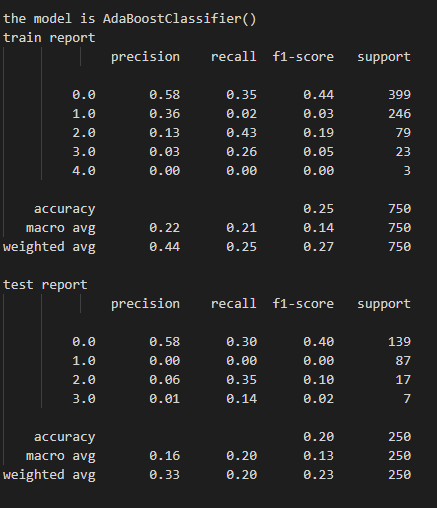 the model is AdaBoostClassifier()
train report
precision recall f1-score support
0.0 0.58 0.35 0.44 399
1.0 0.36 0.02 0.03 246
2.0 0.13 0.43 0.19 79
3.0 0.03 0.26 0.05 23
4.0 0.00 0.00 0.00 3
accuracy 0.25 750
macro avg 0.22 0.21 0.14 750
weighted avg 0.44 0.25 0.27 750
test report
precision recall f1-score support
0.0 0.58 0.30 0.40 139
1.0 0.00 0.00 0.00 87
2.0 0.06 0.35 0.10 17
3.0 0.01 0.14 0.02 7
accuracy 0.20 250
macro avg 0.16 0.20 0.13 250
weighted avg 0.33 0.20 0.23 250